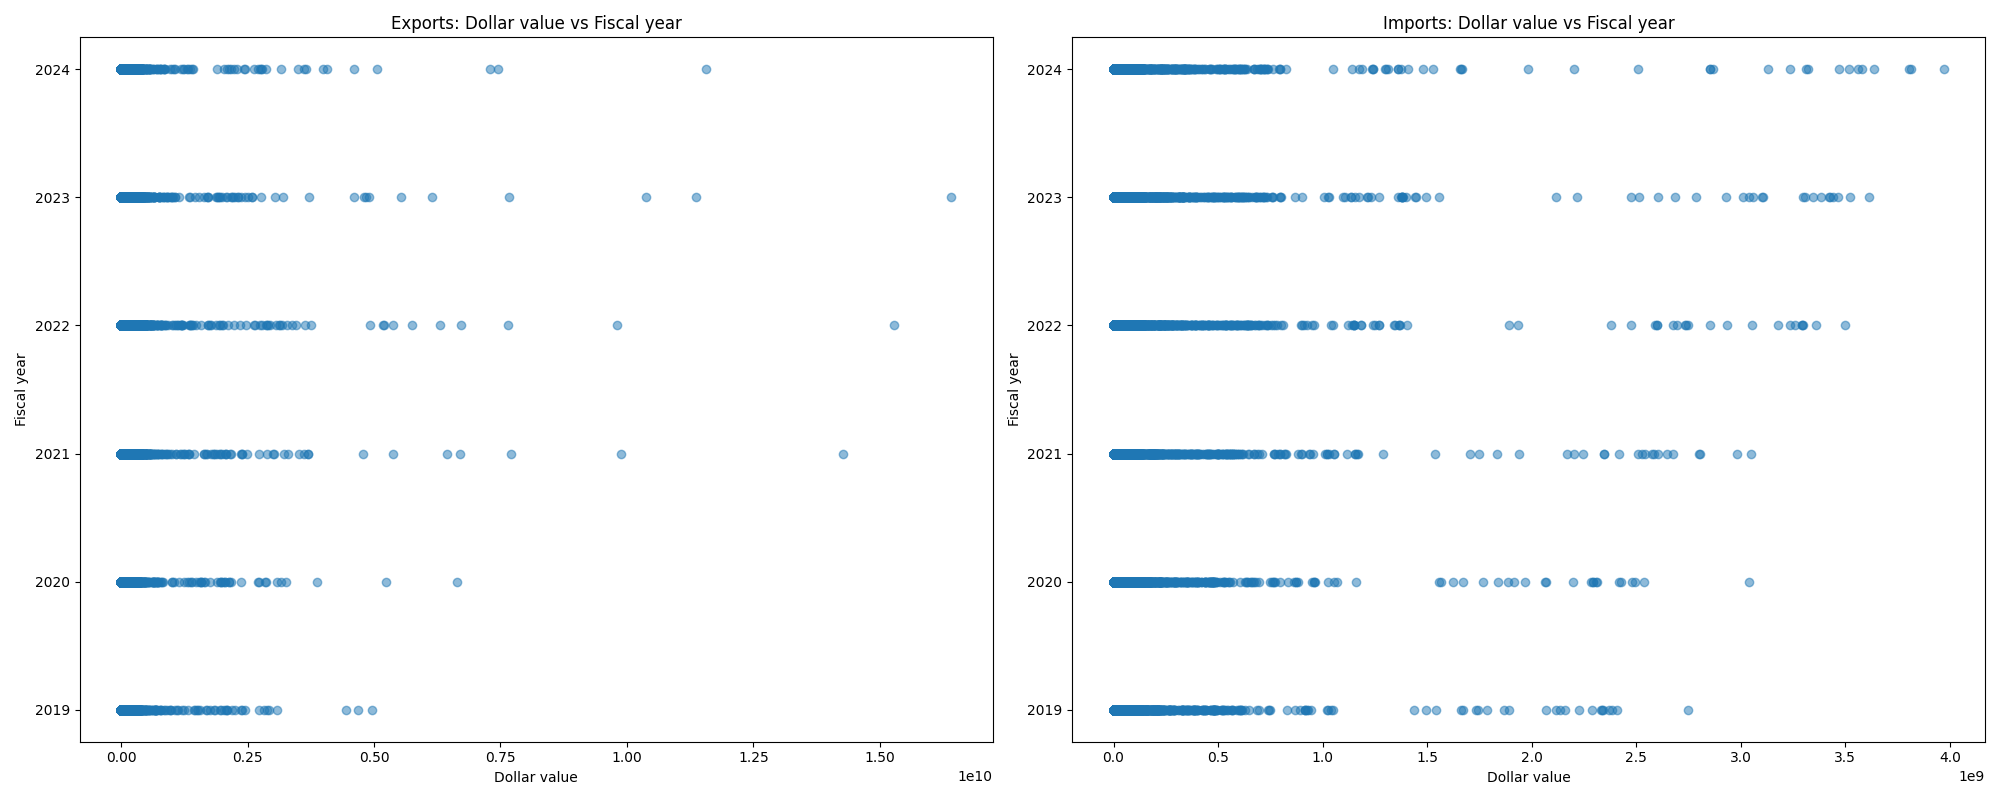 Exports: Dollar value vs Fiscal year
Fiscal year
2024
2023
2022
2021
2020
2019
0.00 0.25 0.50 0.75 1.00 1.25 1.50
1e10
Dollar value
Imports: Dollar value vs Fiscal year
Fiscal year
2024
2023
2022
2021
2020
2019
0.0 0.5 1.0 1.5 2.0 2.5 3.0 3.5 4.0
1e9
Dollar value